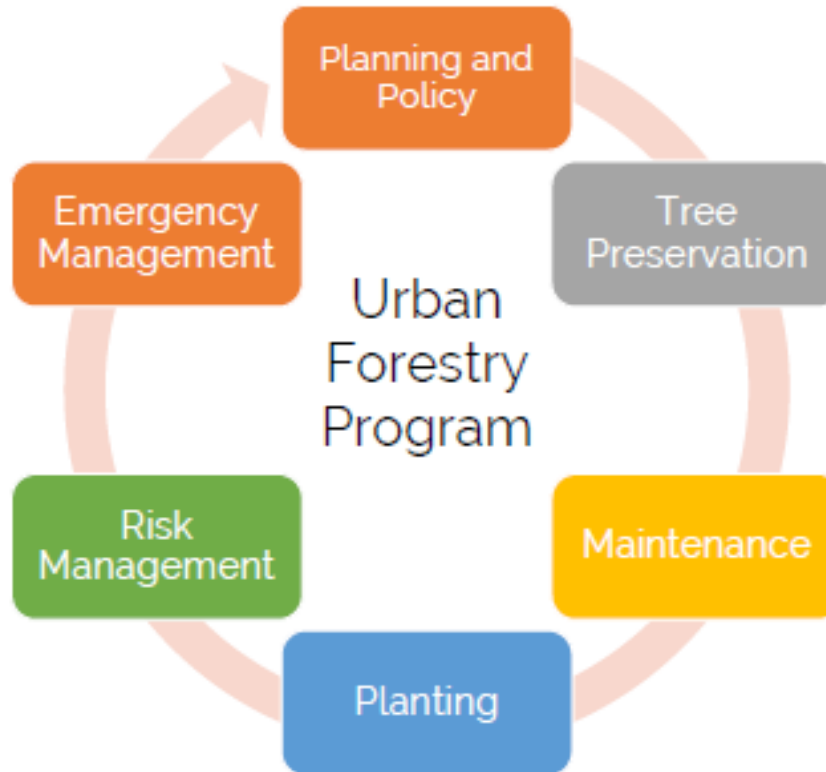 Planning and
Policy
Tree
Preservation
Maintenance
Planting
Risk
Management
Emergency
Management
Urban
Forestry
Program